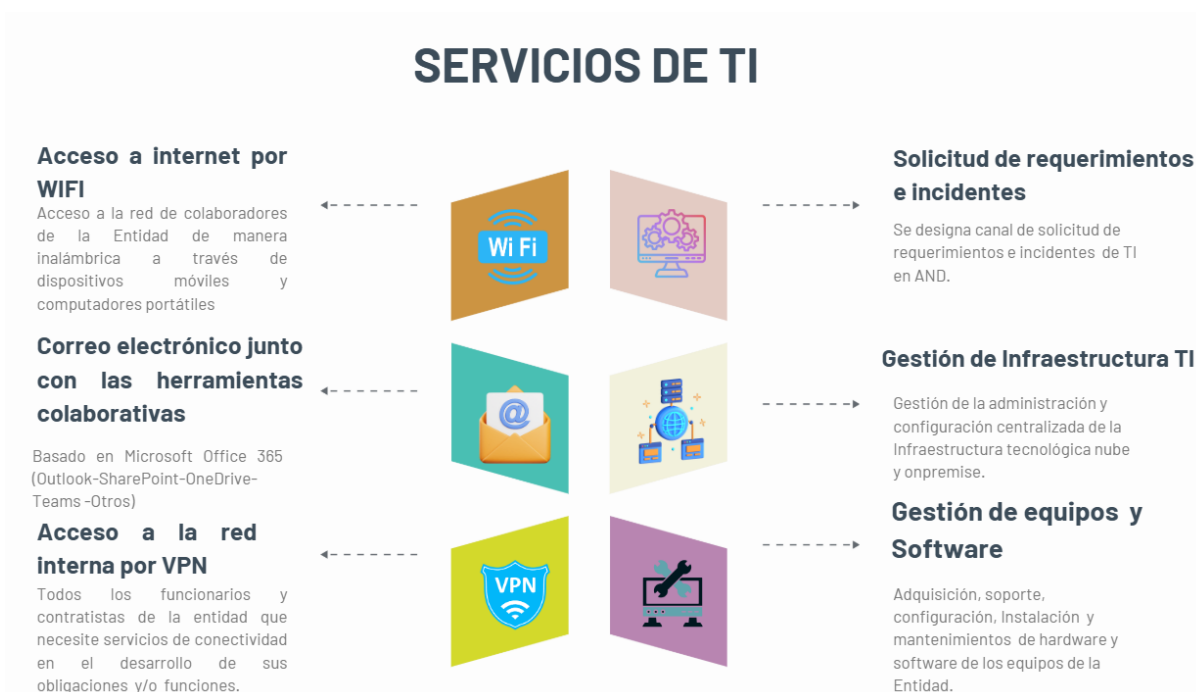 SERVICIOS DE TI
Acceso a internet por
WIFI
Acceso a la red de colaboradores
de la Entidad de manera
inalámbrica a través de
dispositivos móviles y
computadores portátiles
Wi Fi
Solicitud de requerimientos
e incidentes
Se designa canal de solicitud de
requerimientos e incidentes de TI
en AND.
Correo electrónico junto
con las herramientas
colaborativas
Basado en Microsoft Office 365
(Outlook-SharePoint-OneDrive-
Teams -Otros)
@
Gestión de Infraestructura TI
Gestión de la administración y
configuración centralizada de la
Infraestructura tecnológica nube
y onpremise.
Acceso a la red
interna por VPN
Todos los funcionarios y
contratistas de la entidad que
necesite servicios de conectividad
en el desarrollo de sus
obligaciones y/o funciones.
VPN
Gestión de equipos y
Software
Adquisición, soporte,
configuración, Instalación y
mantenimientos de hardware y
software de los equipos de la
Entidad.